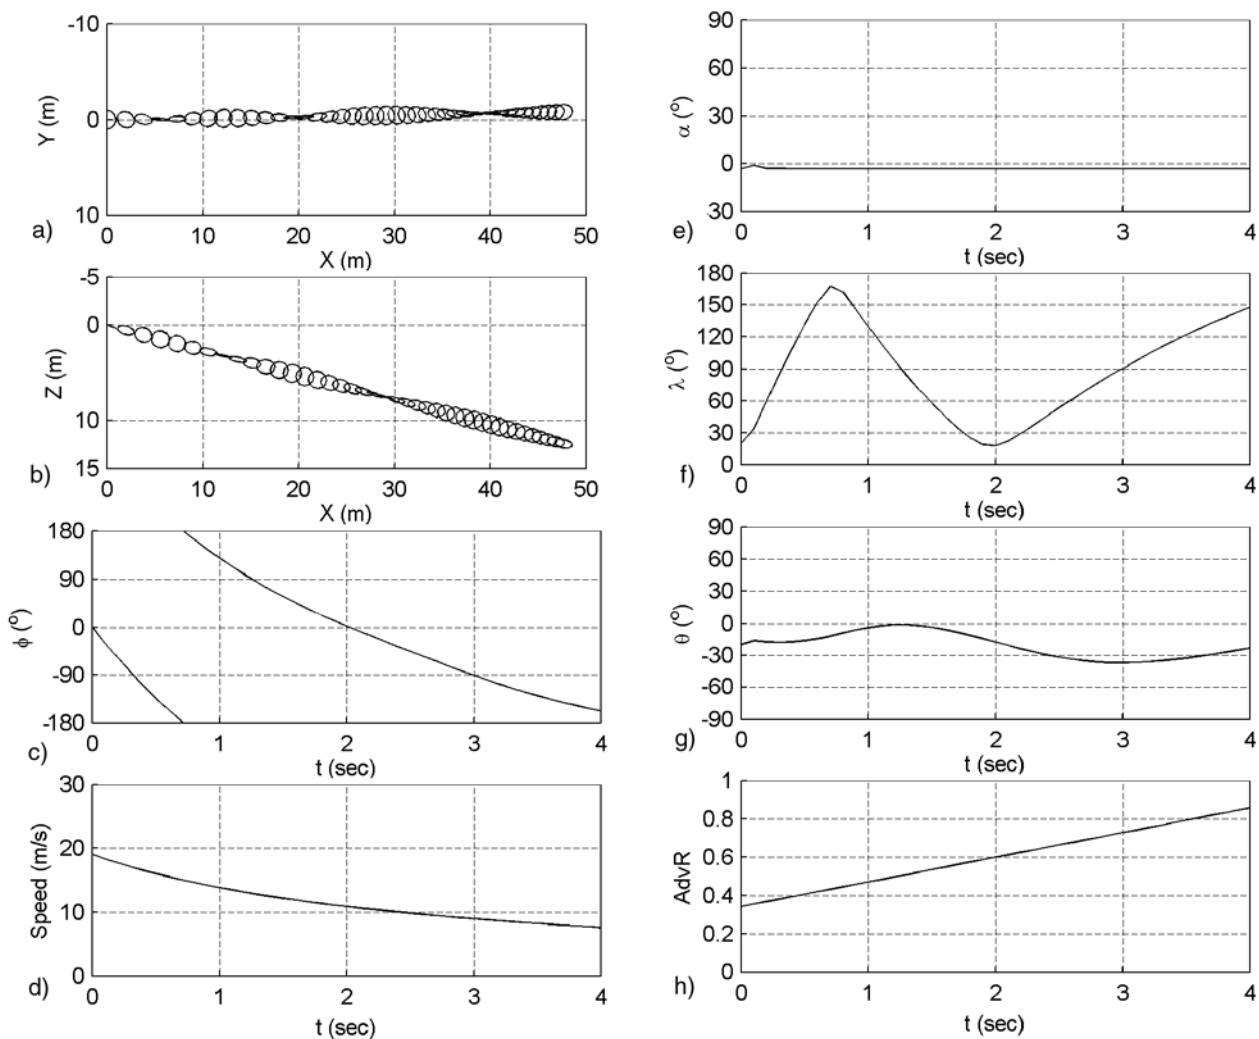 -10
0
10
Y (m)
a)
0 10 20 30 40 50
X (m)
-5
0
5
10
15
Z (m)
b)
0 10 20 30 40 50
X (m)
180
90
0
-90
-180
ϕ (°)
c)
0 1 2 3 4
t (sec)
30
20
10
0
Speed (m/s)
d)
0 1 2 3 4
t (sec)
90
60
30
0
30
α (°)
e)
0 1 2 3 4
t (sec)
180
150
120
90
60
30
0
λ (°)
f)
0 1 2 3 4
t (sec)
90
60
30
0
-30
-60
-90
θ (°)
g)
0 1 2 3 4
t (sec)
1
0.8
0.6
0.4
0.2
0
AdvR
h)
0 1 2 3 4
t (sec)